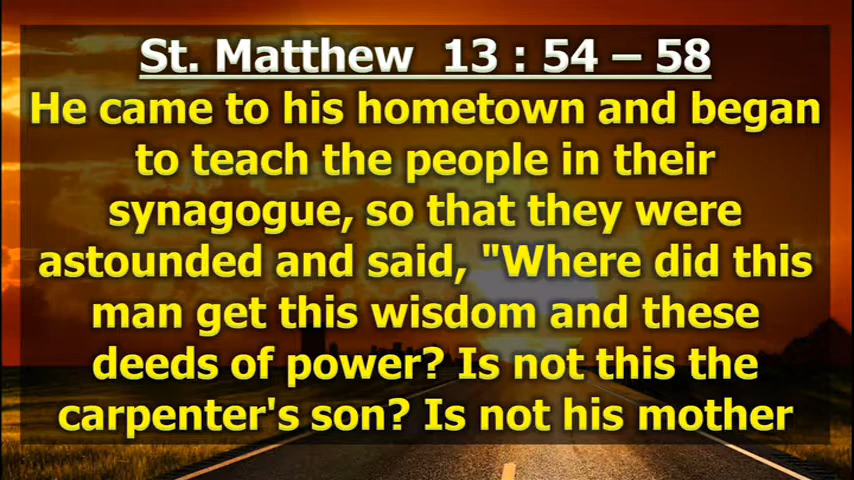 St. Matthew  13 : 54 – 58
He came to his hometown and began
to teach the people in their
synagogue, so that they were
astounded and said, "Where did this
man get this wisdom and these
deeds of power? Is not this the
carpenter's son? Is not his mother